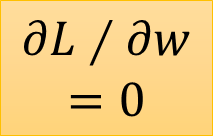 ∂L / ∂w
= 0